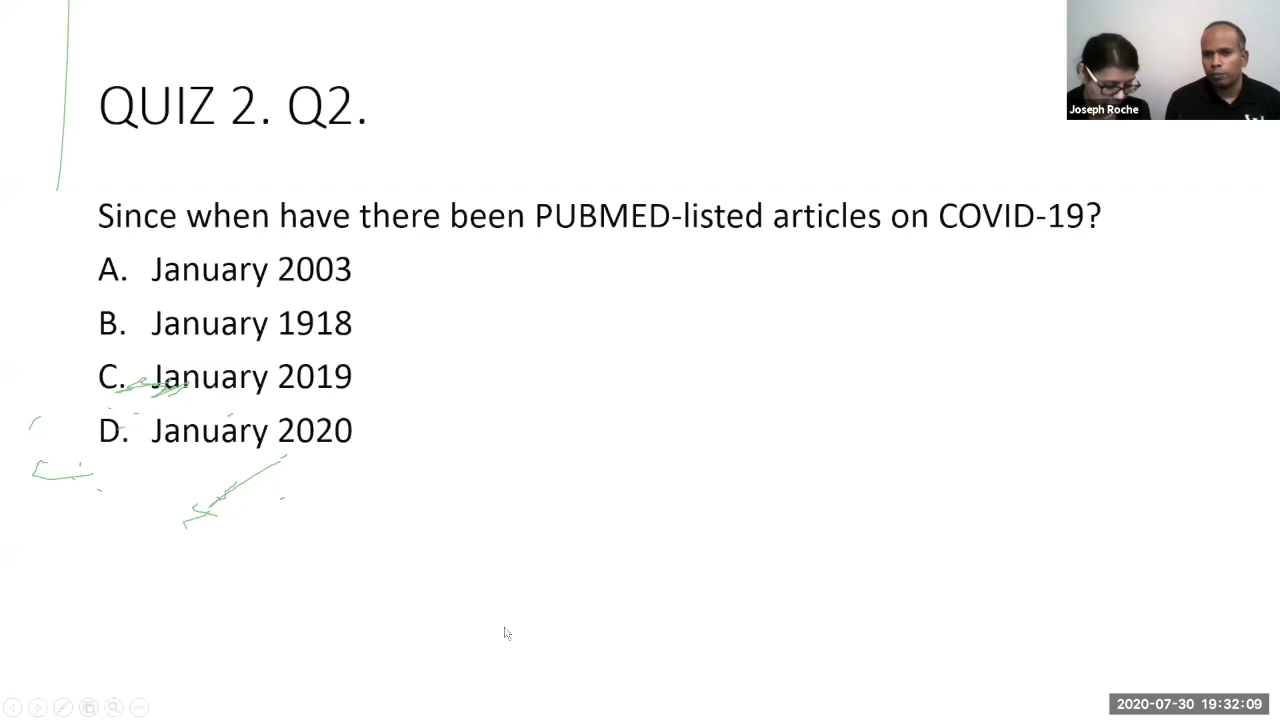 QUIZ 2. Q2.
Joseph Roche
Since when have there been PUBMED-listed articles on COVID-19?
A. January 2003
B. January 1918
C. January 2019
D. January 2020
2020-07-30 19:32:09